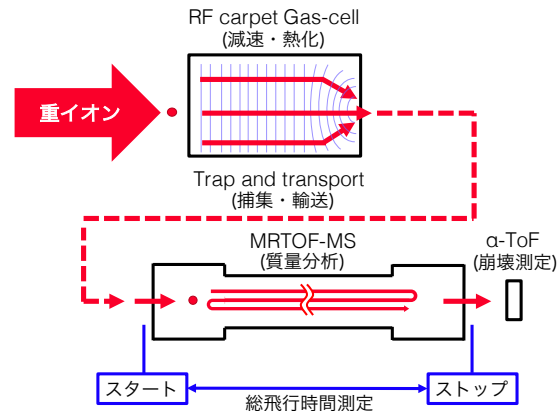 RF carpet Gas-cell
(減速・熱化)
重イオン
Trap and transport
(捕集・輸送)
MRTOF-MS
(質量分析)
α-ToF
(崩壊測定)
スタート
ストップ
総飛行時間測定